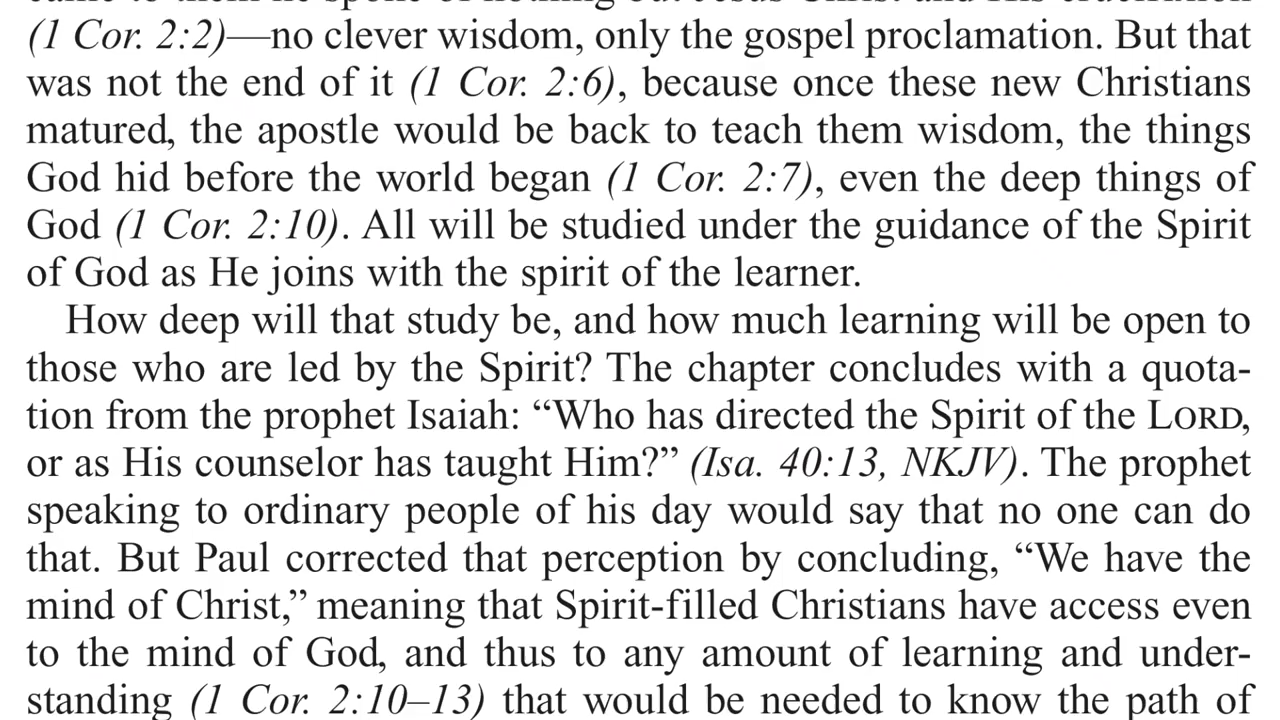 (1 Cor. 2:2)—no clever wisdom, only the gospel proclamation. But that
was not the end of it (1 Cor. 2:6), because once these new Christians
matured, the apostle would be back to teach them wisdom, the things
God hid before the world began (1 Cor. 2:7), even the deep things of
God (1 Cor. 2:10). All will be studied under the guidance of the Spirit
of God as He joins with the spirit of the learner.
How deep will that study be, and how much learning will be open to
those who are led by the Spirit? The chapter concludes with a quota-
tion from the prophet Isaiah: “Who has directed the Spirit of the LORD,
or as His counselor has taught Him?” (Isa. 40:13, NKJV). The prophet
speaking to ordinary people of his day would say that no one can do
that. But Paul corrected that perception by concluding, “We have the
mind of Christ,” meaning that Spirit-filled Christians have access even
to the mind of God, and thus to any amount of learning and under-
standing (1 Cor. 2:10–13) that would be needed to know the path of